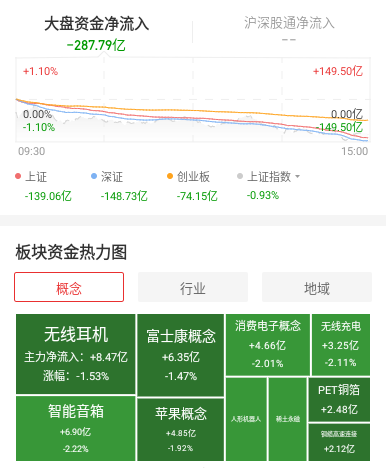 大盘资金净流入
沪深股通净流入
-287.79亿
--
+1.10%
+149.50亿
0.00%
0.00亿
-1.10%
-149.50亿
09:30
15:00
上证
深证
创业板
上证指数
-139.06亿
-148.73亿
-74.15亿
-0.93%
板块资金热力图
概念
行业
地域
无线耳机
主力净流入：+8.47亿
涨幅：-1.53%
富士康概念
+6.35亿
-1.47%
消费电子概念
+4.66亿
-2.01%
无线充电
+3.25亿
-2.11%
智能音箱
+6.90亿
-2.22%
苹果概念
+4.85亿
-1.92%
人形机器人
稀土永磁
PET铜箔
+2.48亿
铜缆高速连接
+2.12亿